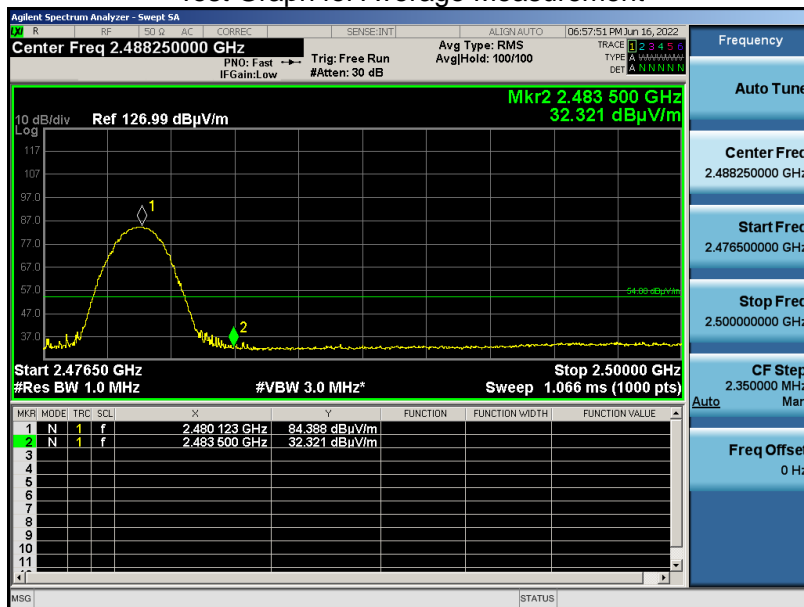 Test Graph for Average Measurement
Agilent Spectrum Analyzer - Swept SA
LXI R RF 50 Ω AC CORREC SENSE:INT ALIGN AUTO 06:57:51 PM Jun 16, 2022
Center Freq 2.488250000 GHz
PNO: Fast
IFGain:Low
Trig: Free Run
#Atten: 30 dB
Avg Type: RMS
Avg|Hold: 100/100
TRACE 1 2 3 4 5 6
TYPE A WWWWW
DET A N N N N N
Mkr2 2.483 500 GHz
32.321 dBµV/m
10 dB/div Ref 126.99 dBµV/m
Log
117
107
97.0
87.0
77.0
67.0
57.0
47.0
37.0
1
2
54.00 dBµV/m
Start 2.47650 GHz Stop 2.50000 GHz
#Res BW 1.0 MHz #VBW 3.0 MHz* Sweep 1.066 ms (1000 pts)
MKR MODE TRC SCL X Y FUNCTION FUNCTION WIDTH FUNCTION VALUE
1 N 1 f 2.480 123 GHz 84.388 dBµV/m
2 N 1 f 2.483 500 GHz 32.321 dBµV/m
3
4
5
6
7
8
9
10
11
MSG STATUS
Frequency
Auto Tune
Center Freq
2.488250000 GHz
Start Freq
2.476500000 GHz
Stop Freq
2.500000000 GHz
CF Step
2.350000 MHz
Auto Man
Freq Offset
0 Hz